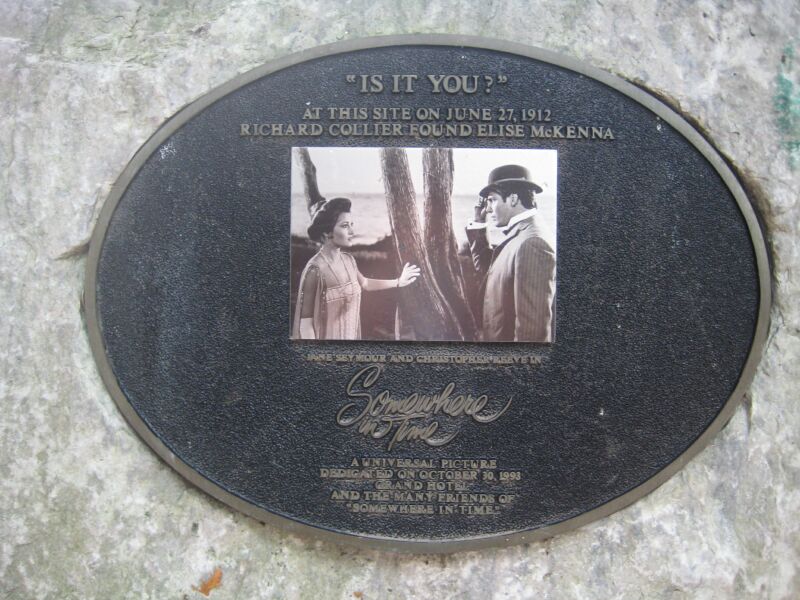 "IS IT YOU?"
AT THIS SITE ON JUNE 27, 1912
RICHARD COLLIER FOUND ELISE McKENNA
JANE SEYMOUR AND CHRISTOPHER REEVE IN
Somewhere
in Time
A UNIVERSAL PICTURE
DEDICATED ON OCTOBER 30, 1993
GRAND HOTEL
AND THE MANY FRIENDS OF
"SOMEWHERE IN TIME"